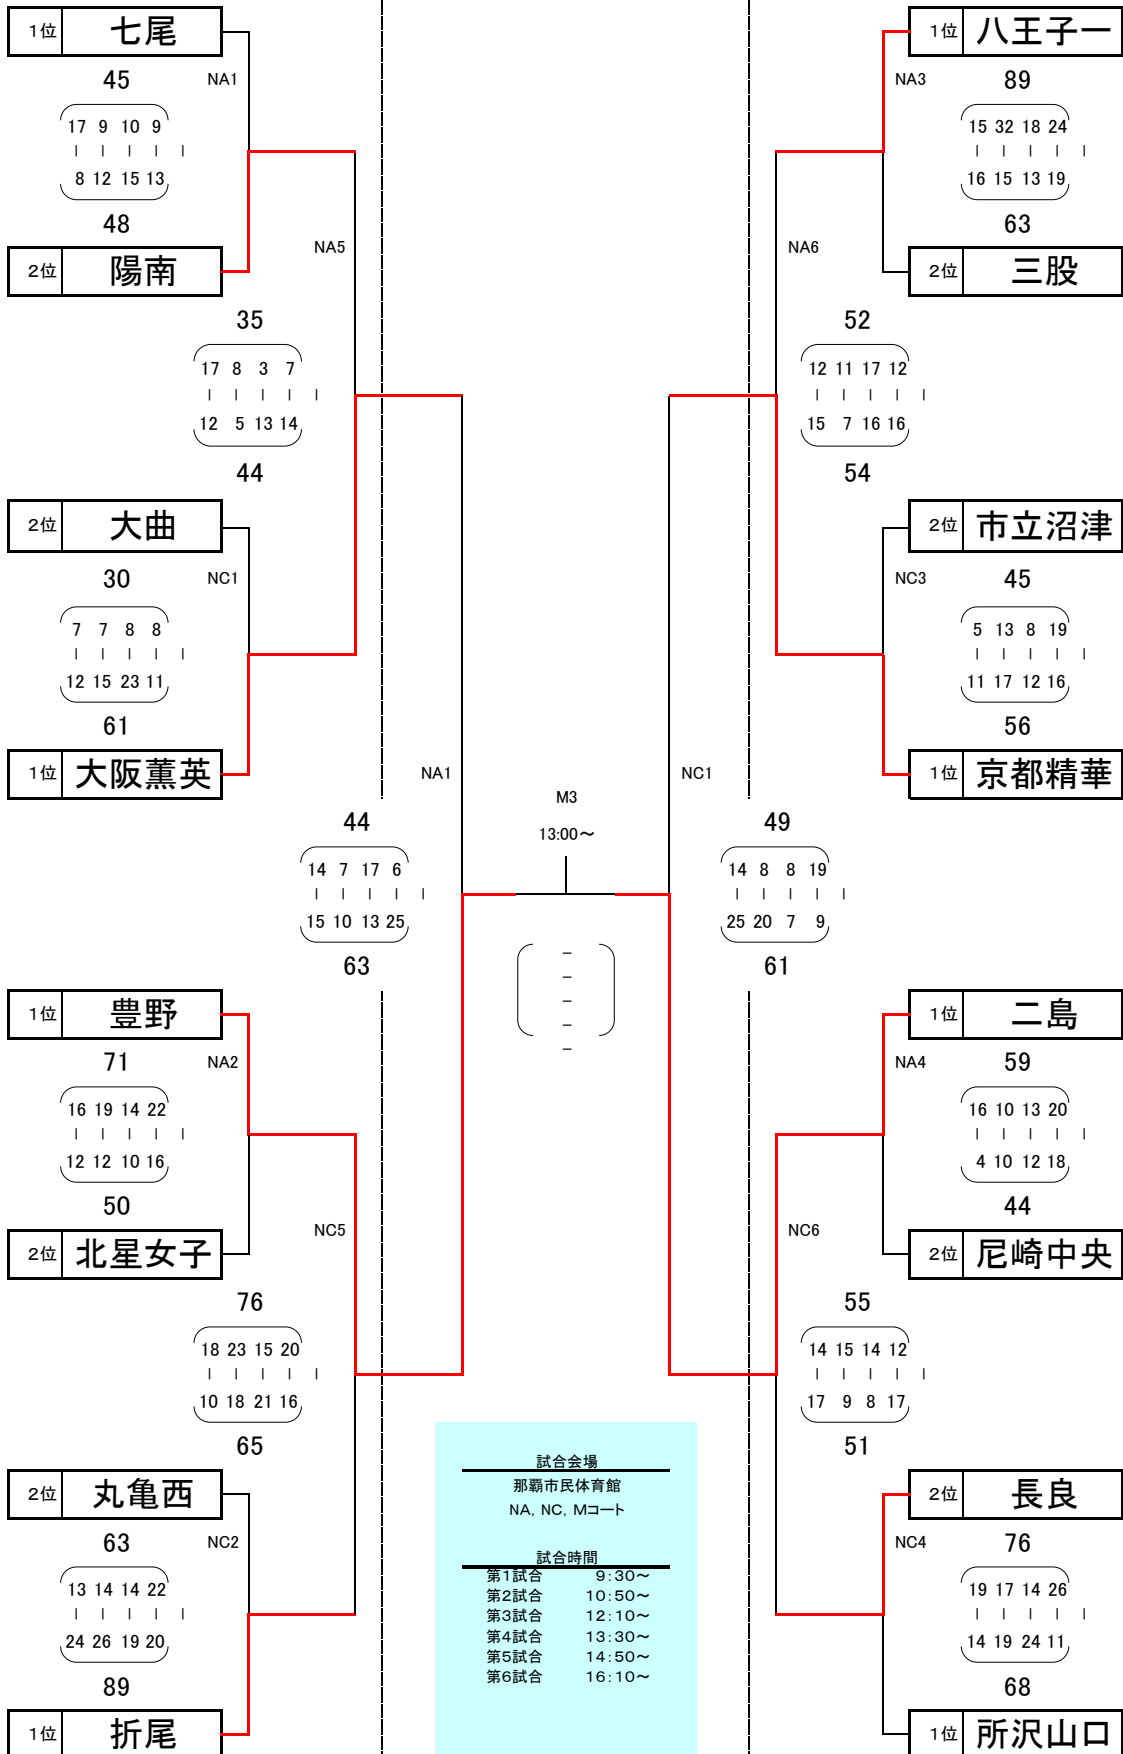 1位 七尾
45
NA1
17 9 10 9
8 12 15 13
48
2位 陽南
NA5
35
17 8 3 7
12 5 13 14
44
2位 大曲
30
NC1
7 7 8 8
12 15 23 11
61
1位 大阪薫英
NA1
44
14 7 17 6
15 10 13 25
63
1位 豊野
71
NA2
16 19 14 22
12 12 10 16
50
2位 北星女子
NC5
76
18 23 15 20
10 18 21 16
65
2位 丸亀西
63
NC2
13 14 14 22
24 26 19 20
89
1位 折尾
M3
13:00～
試合会場
那覇市民体育館
NA, NC, Mコート
試合時間
第1試合 9:30～
第2試合 10:50～
第3試合 12:10～
第4試合 13:30～
第5試合 14:50～
第6試合 16:10～
1位 八王子一
NA3
89
15 32 18 24
16 15 13 19
63
2位 三股
NA6
52
12 11 17 12
15 7 16 16
54
2位 市立沼津
NC3
45
5 13 8 19
11 17 12 16
56
1位 京都精華
NC1
49
14 8 8 19
25 20 7 9
61
1位 二島
NA4
59
16 10 13 20
4 10 12 18
44
2位 尼崎中央
NC6
55
14 15 14 12
17 9 8 17
51
2位 長良
NC4
76
19 17 14 26
14 19 24 11
68
1位 所沢山口